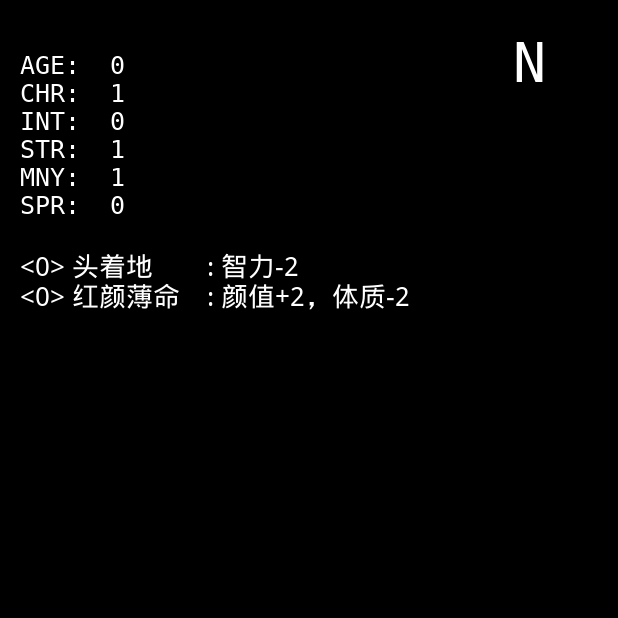 N
AGE: 0
CHR: 1
INT: 0
STR: 1
MNY: 1
SPR: 0
<O> 头着地 : 智力-2
<O> 红颜薄命 : 颜值+2，体质-2